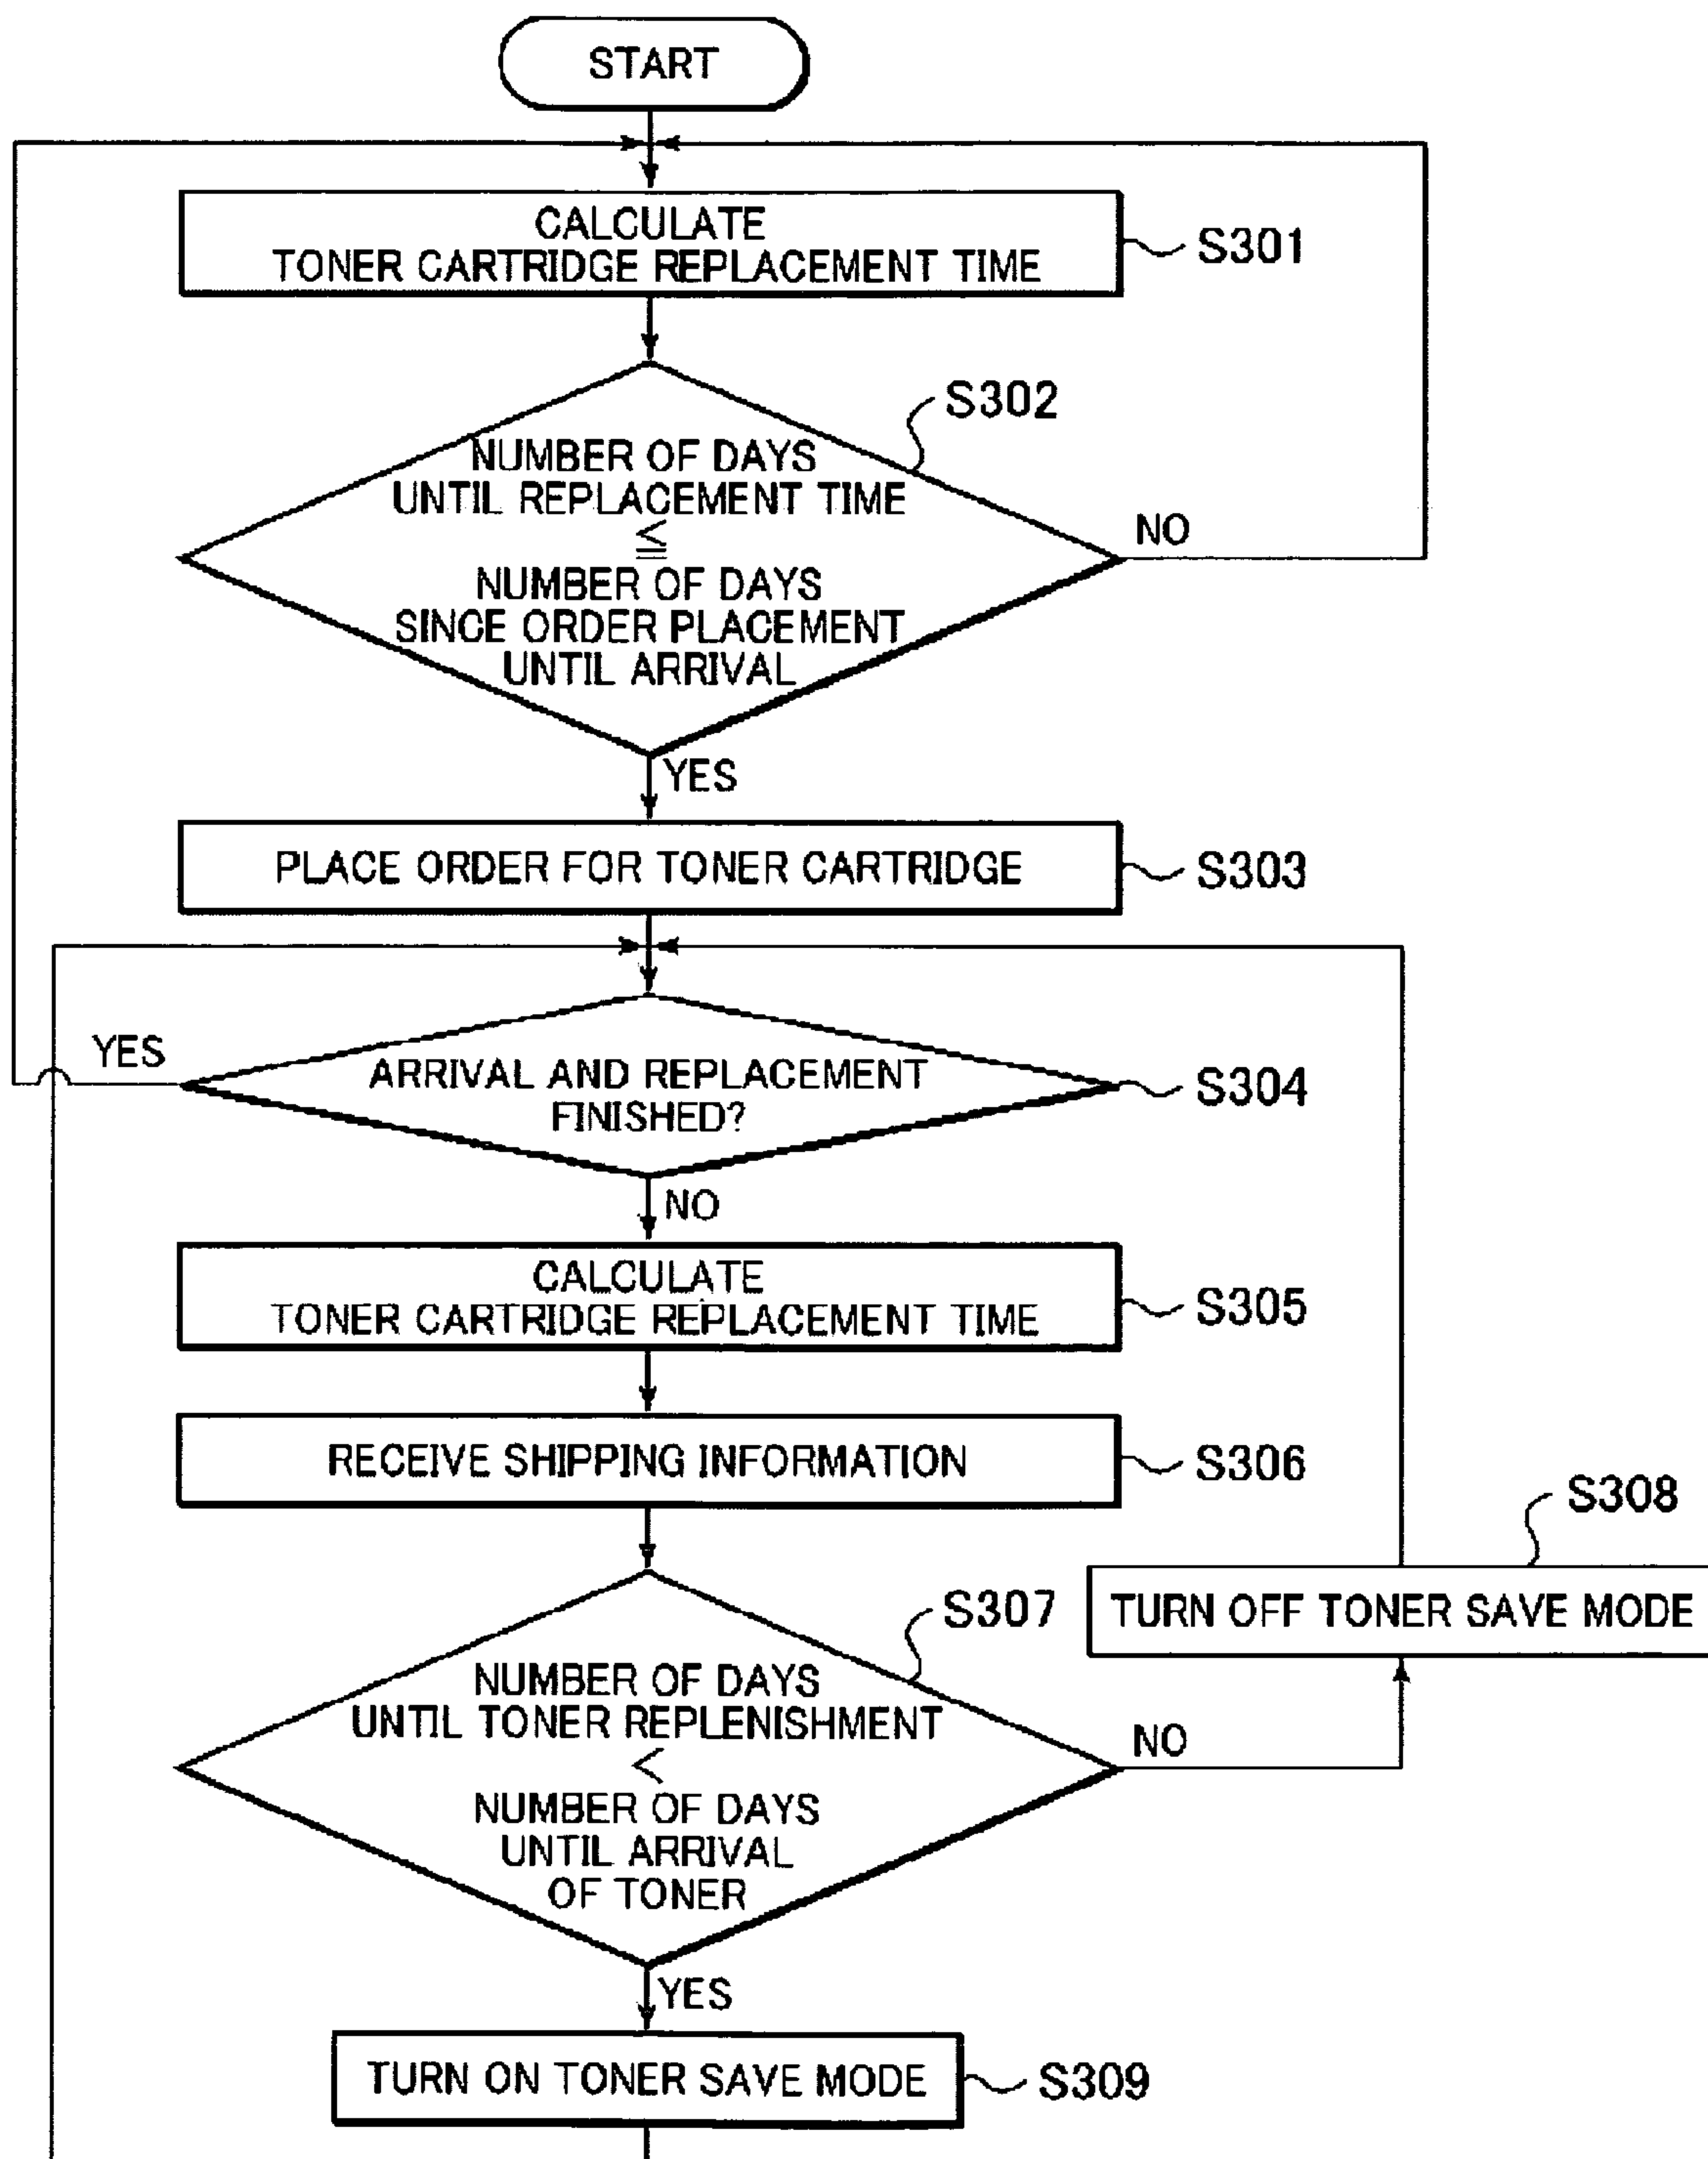 START
CALCULATE
TONER CARTRIDGE REPLACEMENT TIME
S301
S302
NUMBER OF DAYS
UNTIL REPLACEMENT TIME
≦
NUMBER OF DAYS
SINCE ORDER PLACEMENT
UNTIL ARRIVAL
NO
YES
PLACE ORDER FOR TONER CARTRIDGE
S303
YES
ARRIVAL AND REPLACEMENT
FINISHED?
S304
NO
CALCULATE
TONER CARTRIDGE REPLACEMENT TIME
S305
RECEIVE SHIPPING INFORMATION
S306
S308
TURN OFF TONER SAVE MODE
S307
NUMBER OF DAYS
UNTIL TONER REPLENISHMENT
<
NUMBER OF DAYS
UNTIL ARRIVAL
OF TONER
NO
YES
TURN ON TONER SAVE MODE
S309